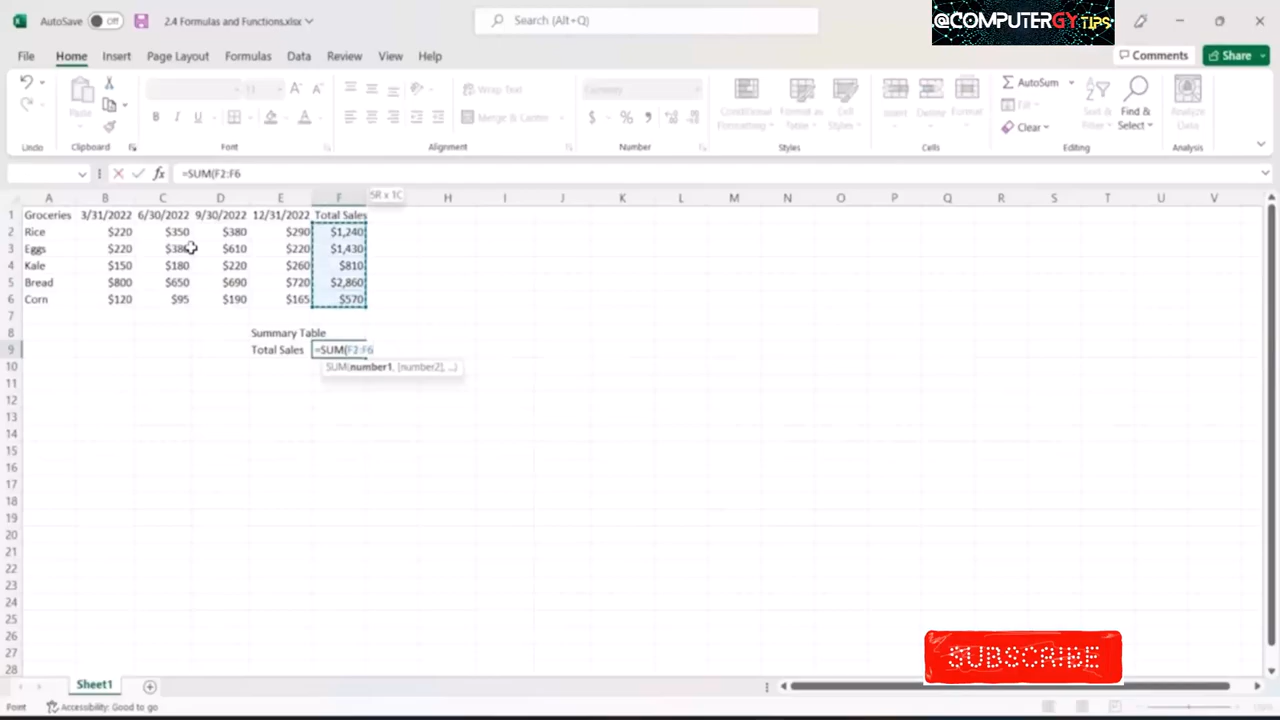 AutoSave Off 2.4 Formulas and Functions.xlsx Search (Alt+Q) @COMPUTERGY TIPS
File Home Insert Page Layout Formulas Data Review View Help Comments Share
Paste 11 A A Wrap Text Currency Conditional Formatting Format as Table Cell Styles Insert Delete Format AutoSum Fill Clear Sort & Filter Find & Select Analyze Data
B I U A Merge & Center $ %
Undo Clipboard Font Alignment Number Styles Cells Editing Analysis
fx =SUM(F2:F6
A B C D E F 5R x 1C H I J K L M N O P Q R S T U V
1 Groceries 3/31/2022 6/30/2022 9/30/2022 12/31/2022 Total Sales
2 Rice $220 $350 $380 $290 $1,240
3 Eggs $220 $380 $610 $220 $1,430
4 Kale $150 $180 $220 $260 $810
5 Bread $800 $650 $690 $720 $2,860
6 Corn $120 $95 $190 $165 $570
7
8 Summary Table
9 Total Sales =SUM(F2:F6
10 SUM(number1, [number2], ...)
11
12
13
14
15
16
17
18
19
20
21
22
23
24
25
26
27
28
SUBSCRIBE
Sheet1
Point Accessibility: Good to go